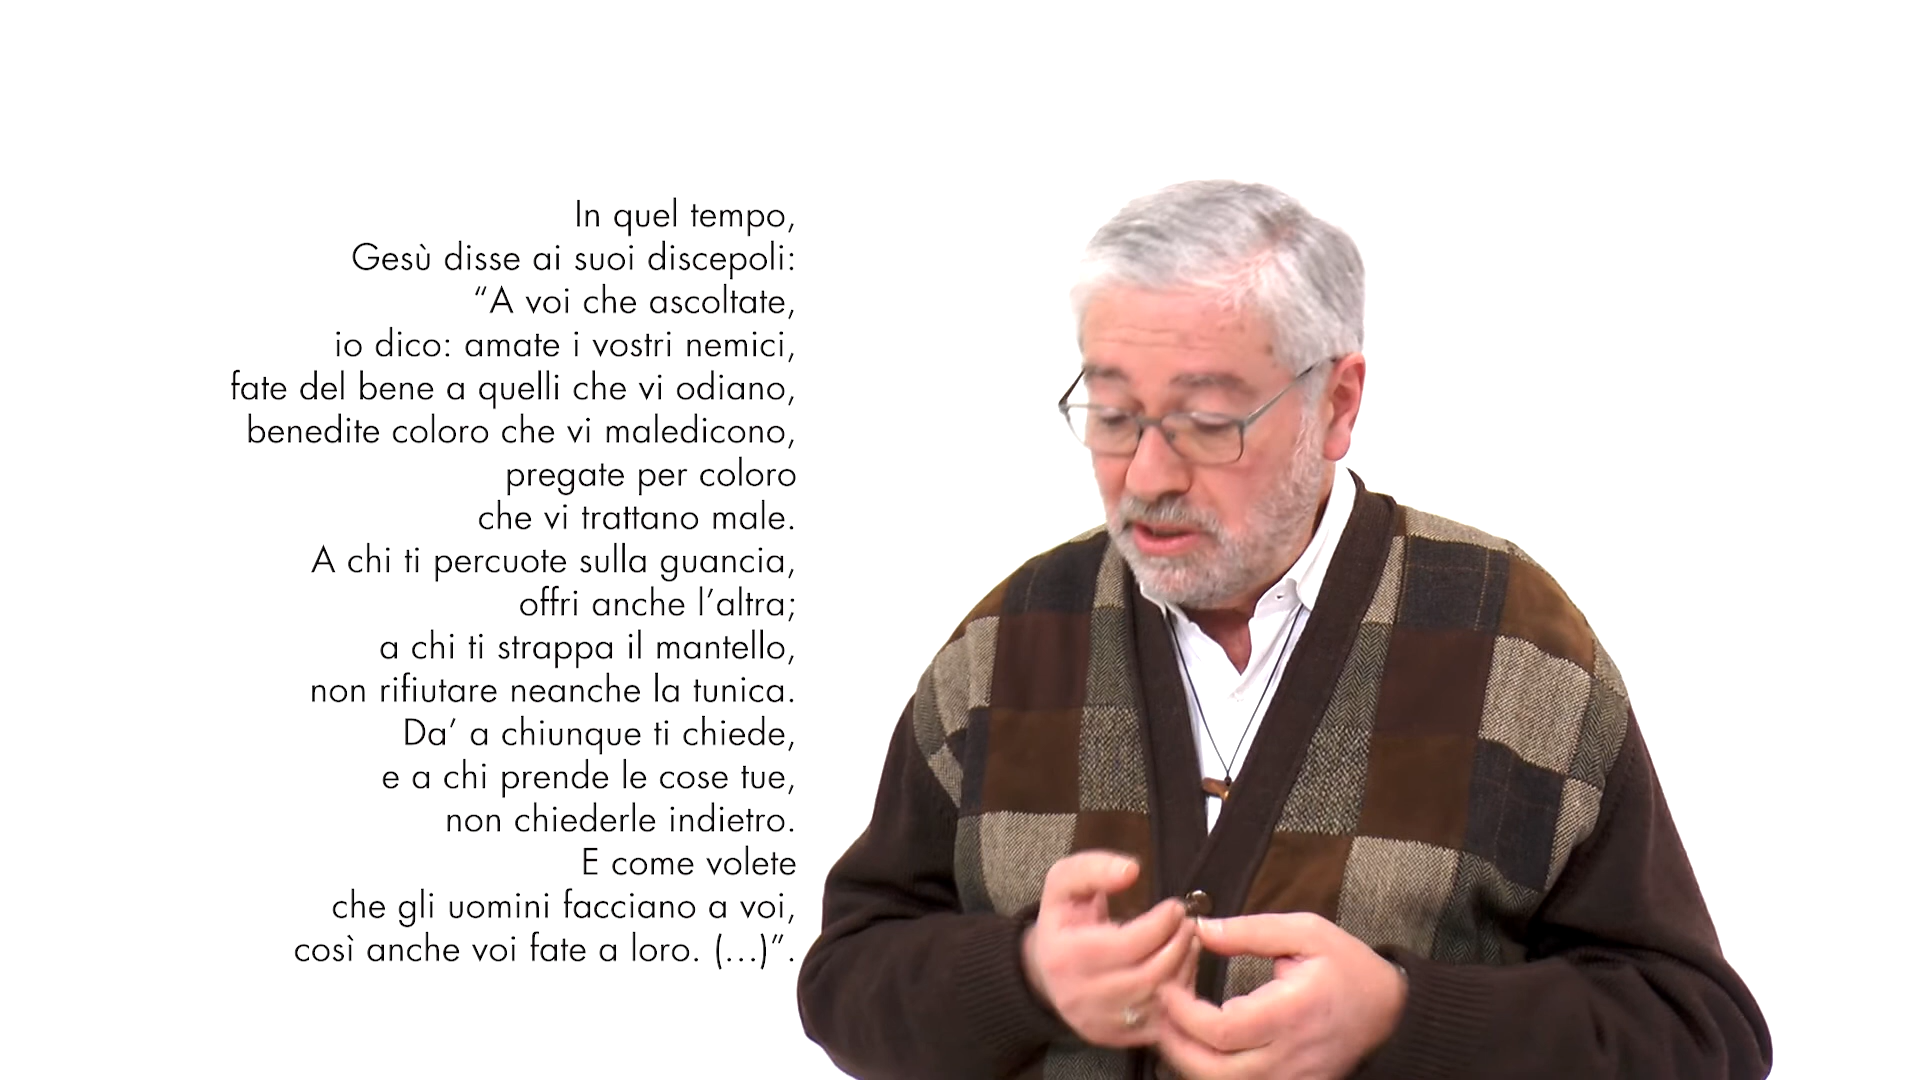 In quel tempo,
Gesù disse ai suoi discepoli:
“A voi che ascoltate,
io dico: amate i vostri nemici,
fate del bene a quelli che vi odiano,
benedite coloro che vi maledicono,
pregate per coloro
che vi trattano male.
A chi ti percuote sulla guancia,
offri anche l’altra;
a chi ti strappa il mantello,
non rifiutare neanche la tunica.
Da’ a chiunque ti chiede,
e a chi prende le cose tue,
non chiederle indietro.
E come volete
che gli uomini facciano a voi,
così anche voi fate a loro. (...)”.